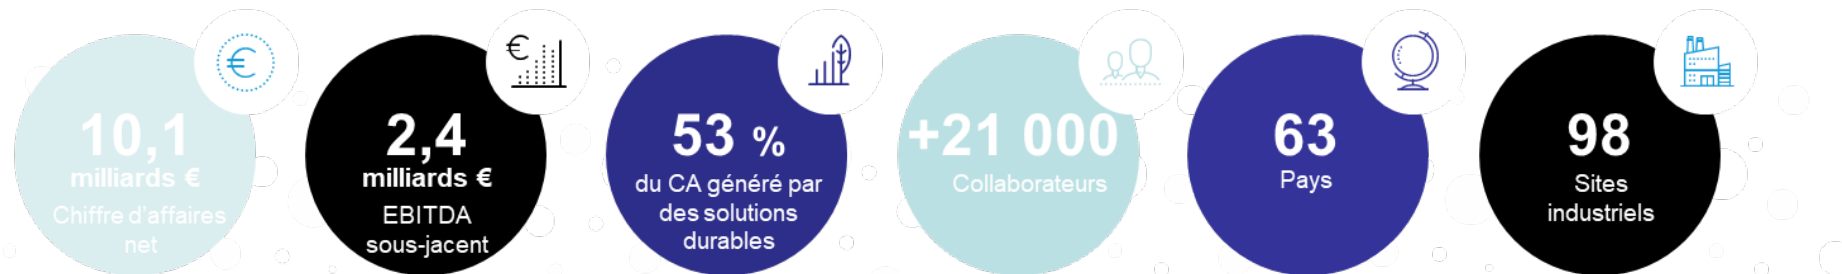 10,1
milliards €
Chiffre d'affaires
net
2,4
milliards €
EBITDA
sous-jacent
53 %
du CA généré par
des solutions
durables
+21 000
Collaborateurs
63
Pays
98
Sites
industriels